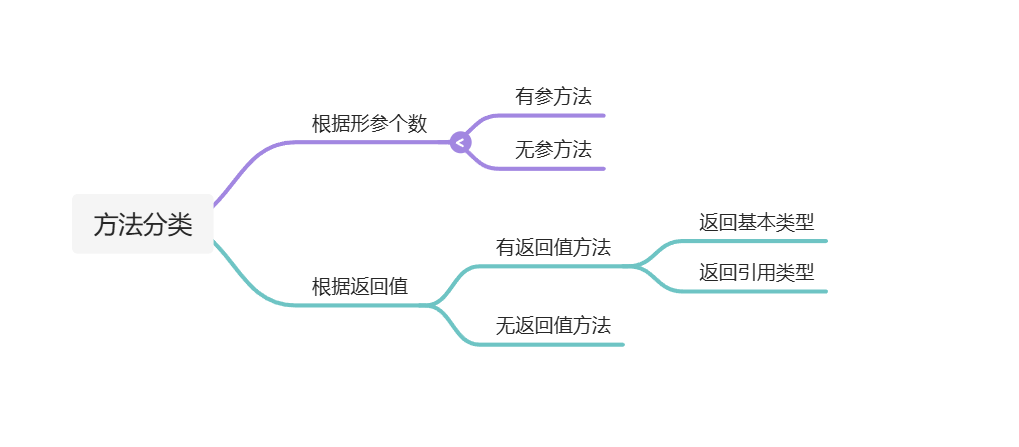 方法分类
根据形参个数
有参方法
无参方法
根据返回值
有返回值方法
返回基本类型
返回引用类型
无返回值方法